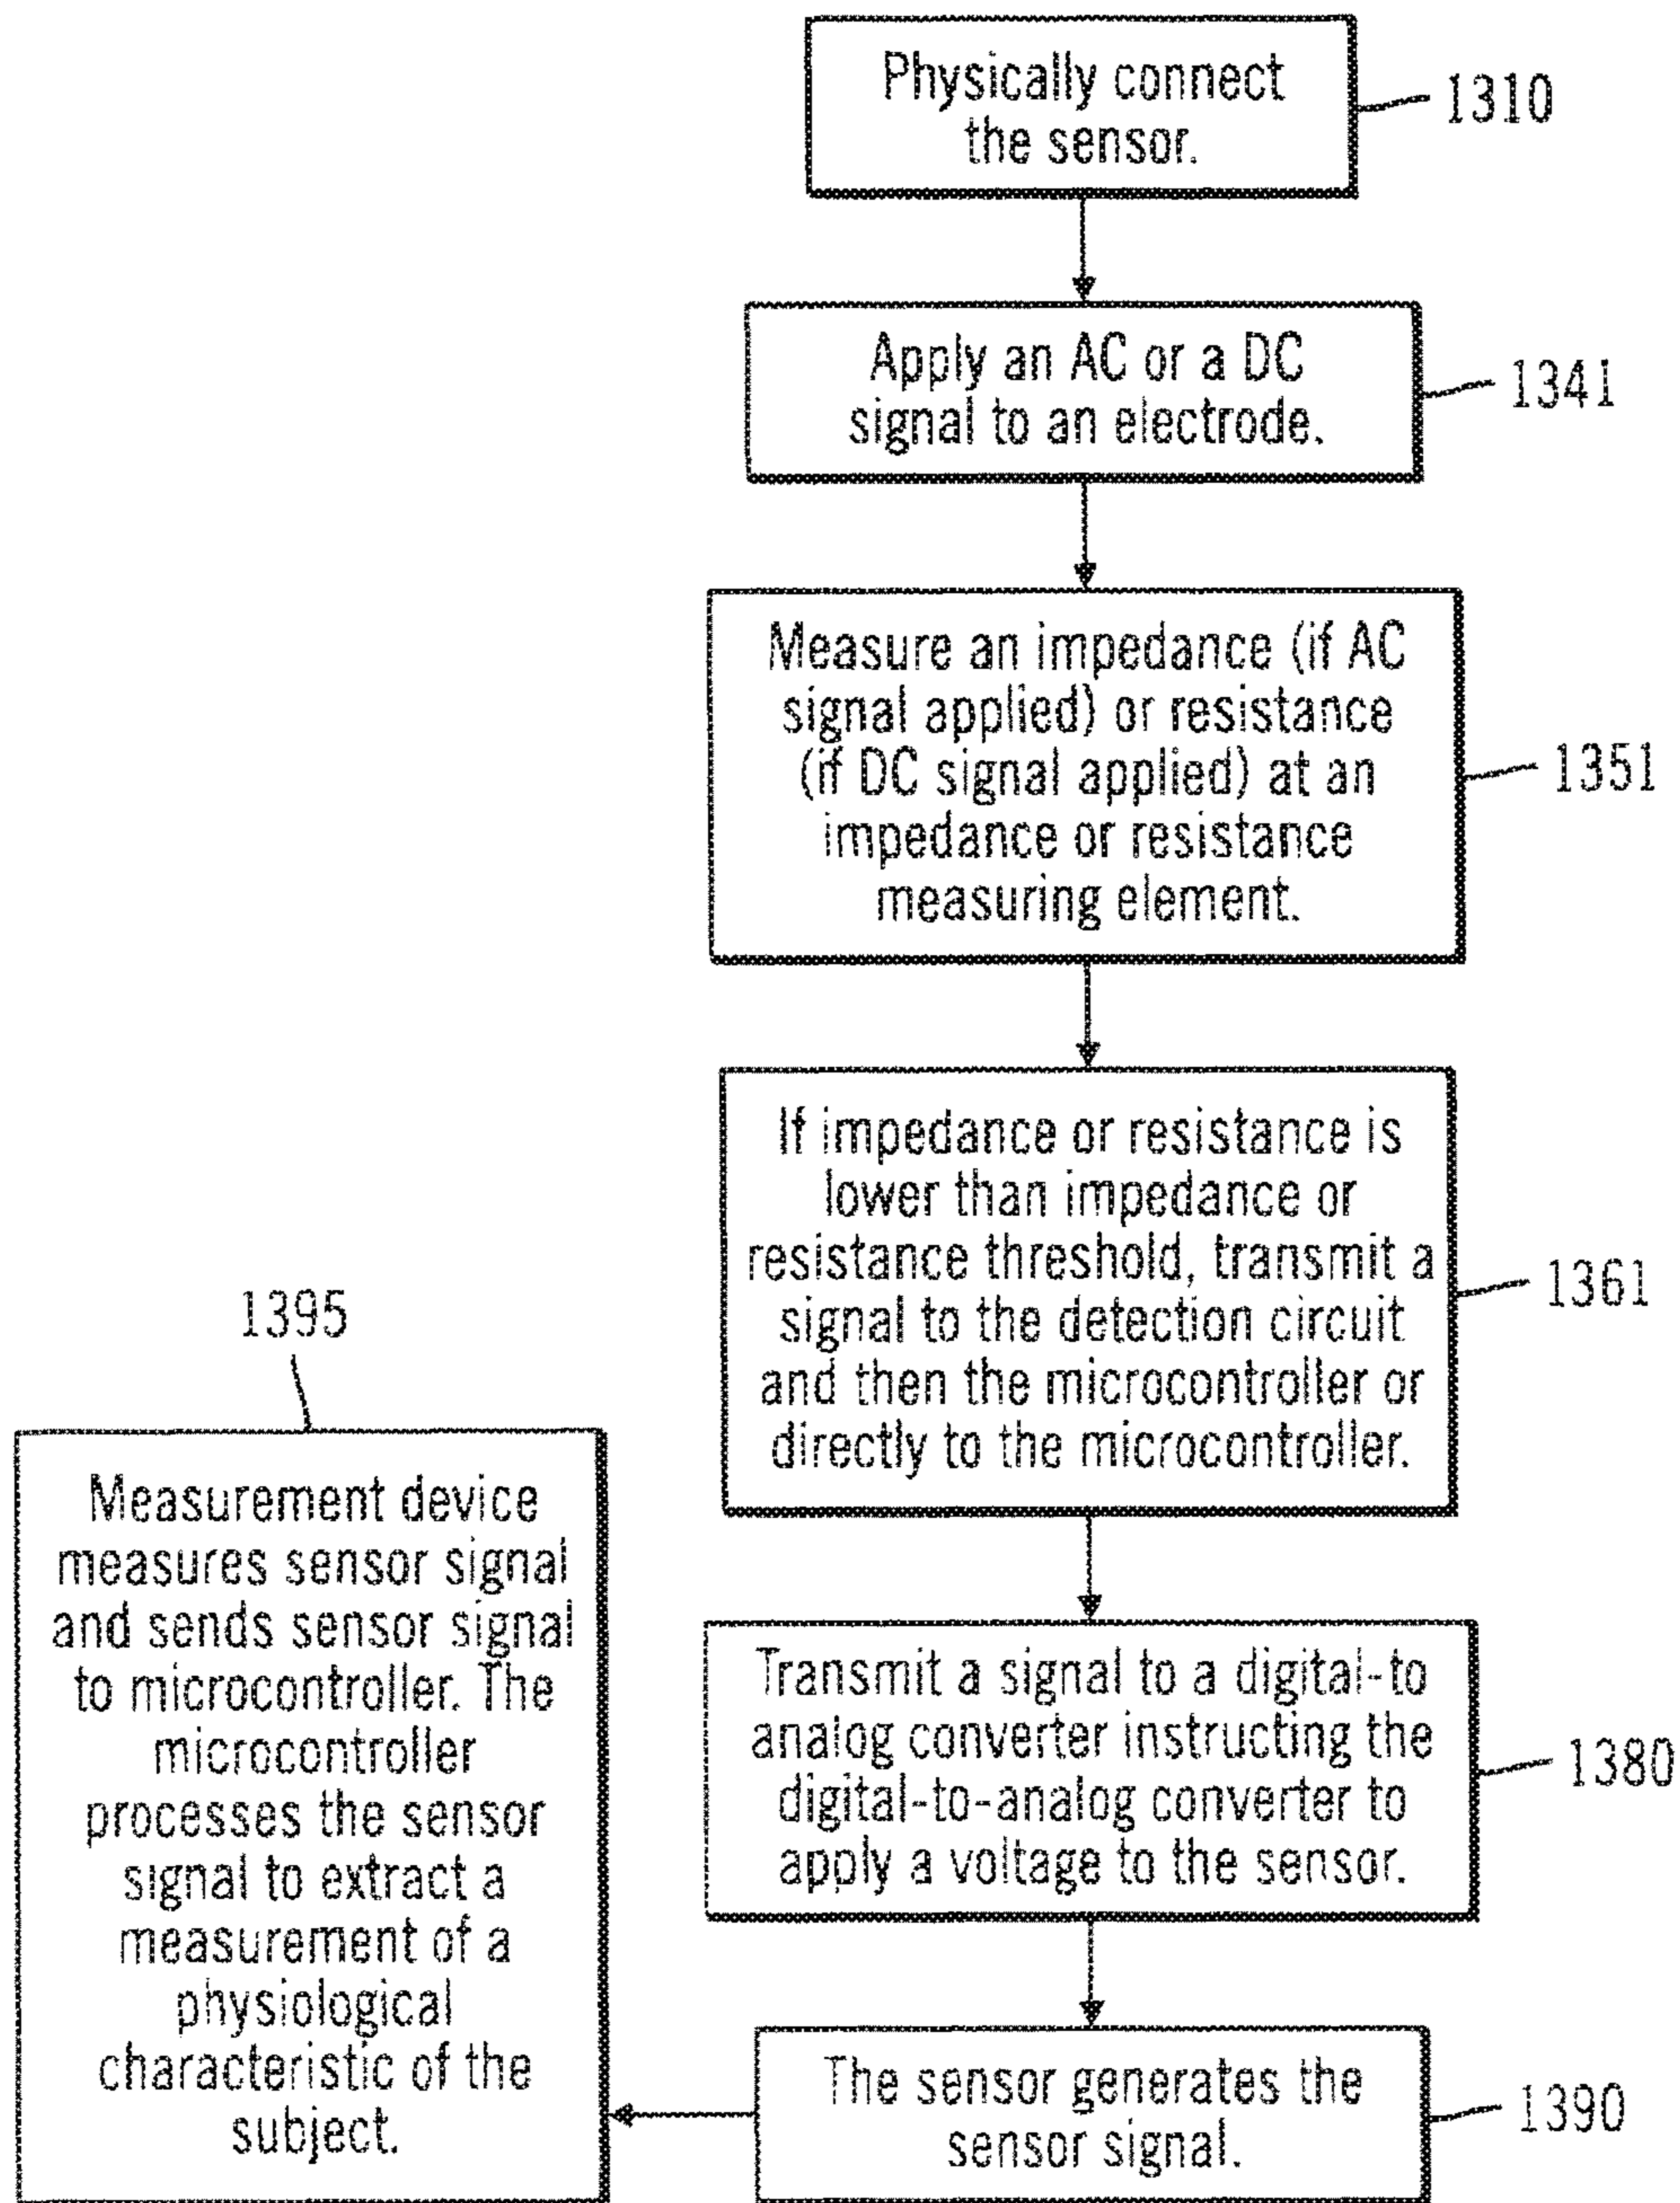 Physically connect
the sensor.
1310
Apply an AC or a DC
signal to an electrode.
1341
Measure an impedance (if AC
signal applied) or resistance
(if DC signal applied) at an
impedance or resistance
measuring element.
1351
If impedance or resistance is
lower than impedance or
resistance threshold, transmit a
signal to the detection circuit
and then the microcontroller or
directly to the microcontroller.
1361
Transmit a signal to a digital-to
analog converter instructing the
digital-to-analog converter to
apply a voltage to the sensor.
1380
The sensor generates the
sensor signal.
1390
1395
Measurement device
measures sensor signal
and sends sensor signal
to microcontroller. The
microcontroller
processes the sensor
signal to extract a
measurement of a
physiological
characteristic of the
subject.